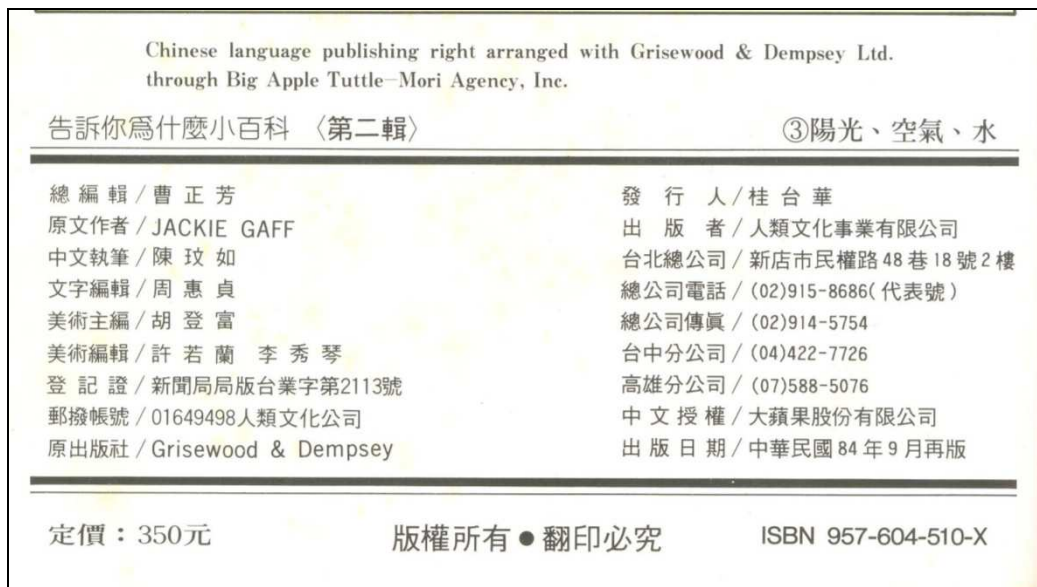 Chinese language publishing right arranged with Grisewood & Dempsey Ltd.
through Big Apple Tuttle-Mori Agency, Inc.
告訴你爲什麼小百科 〈第二輯〉
③陽光、空氣、水
總編輯/曹正芳
原文作者/JACKIE GAFF
中文執筆/陳玟如
文字編輯/周惠貞
美術主編/胡登富
美術編輯/許若蘭 李秀琴
登記證/新聞局局版台業字第2113號
郵撥帳號/01649498人類文化公司
原出版社/Grisewood & Dempsey
發行人/桂台華
出版者/人類文化事業有限公司
台北總公司/新店市民權路48巷18號2樓
總公司電話/(02)915-8686(代表號)
總公司傳眞/(02)914-5754
台中分公司/(04)422-7726
高雄分公司/(07)588-5076
中文授權/大蘋果股份有限公司
出版日期/中華民國84年9月再版
定價：350元
版權所有●翻印必究
ISBN 957-604-510-X